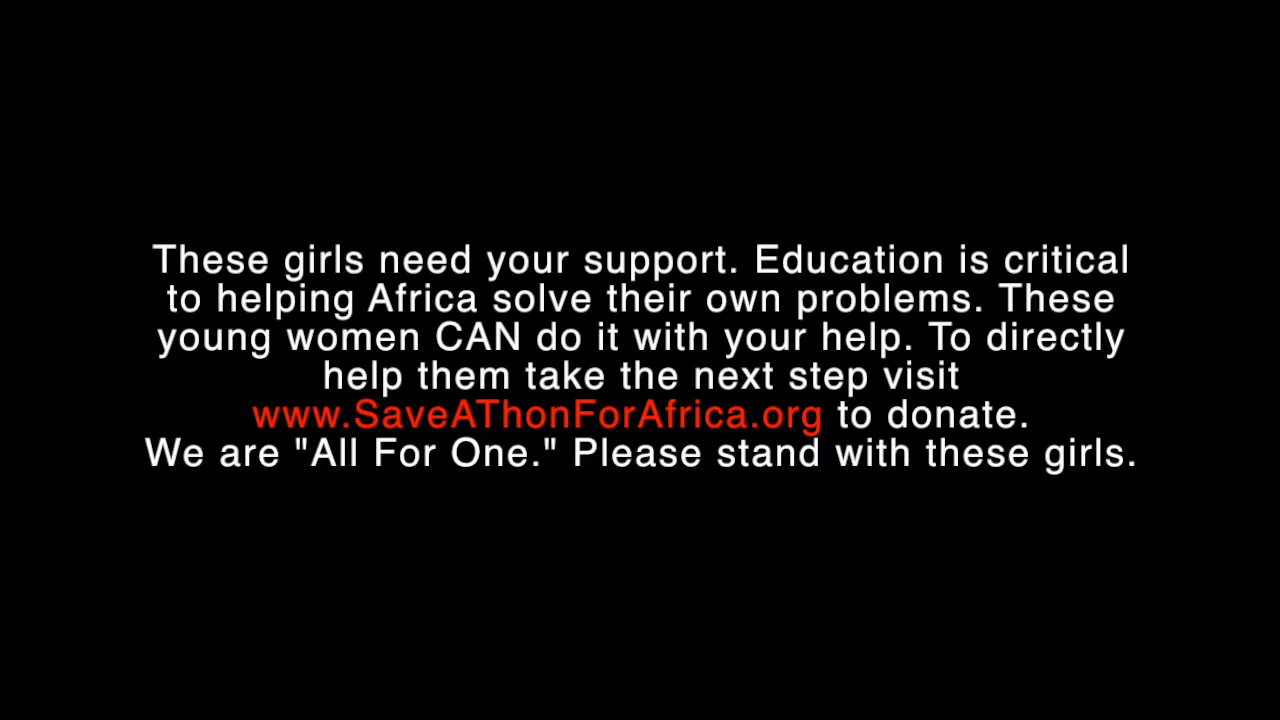 These girls need your support. Education is critical
to helping Africa solve their own problems. These
young women CAN do it with your help. To directly
help them take the next step visit
www.SaveAThonForAfrica.org to donate.
We are "All For One." Please stand with these girls.